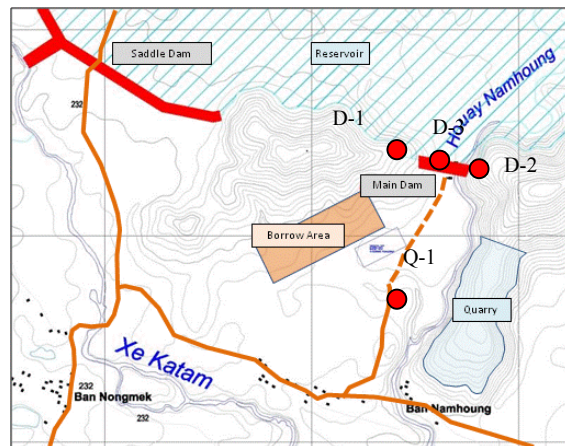 Saddle Dam
Reservoir
Houay Namhoung
232
D-1
D-3
D-2
Main Dam
Borrow Area
Q-1
Quarry
Xe Katam
232
Ban Nongmek
232
Ban Namhoung